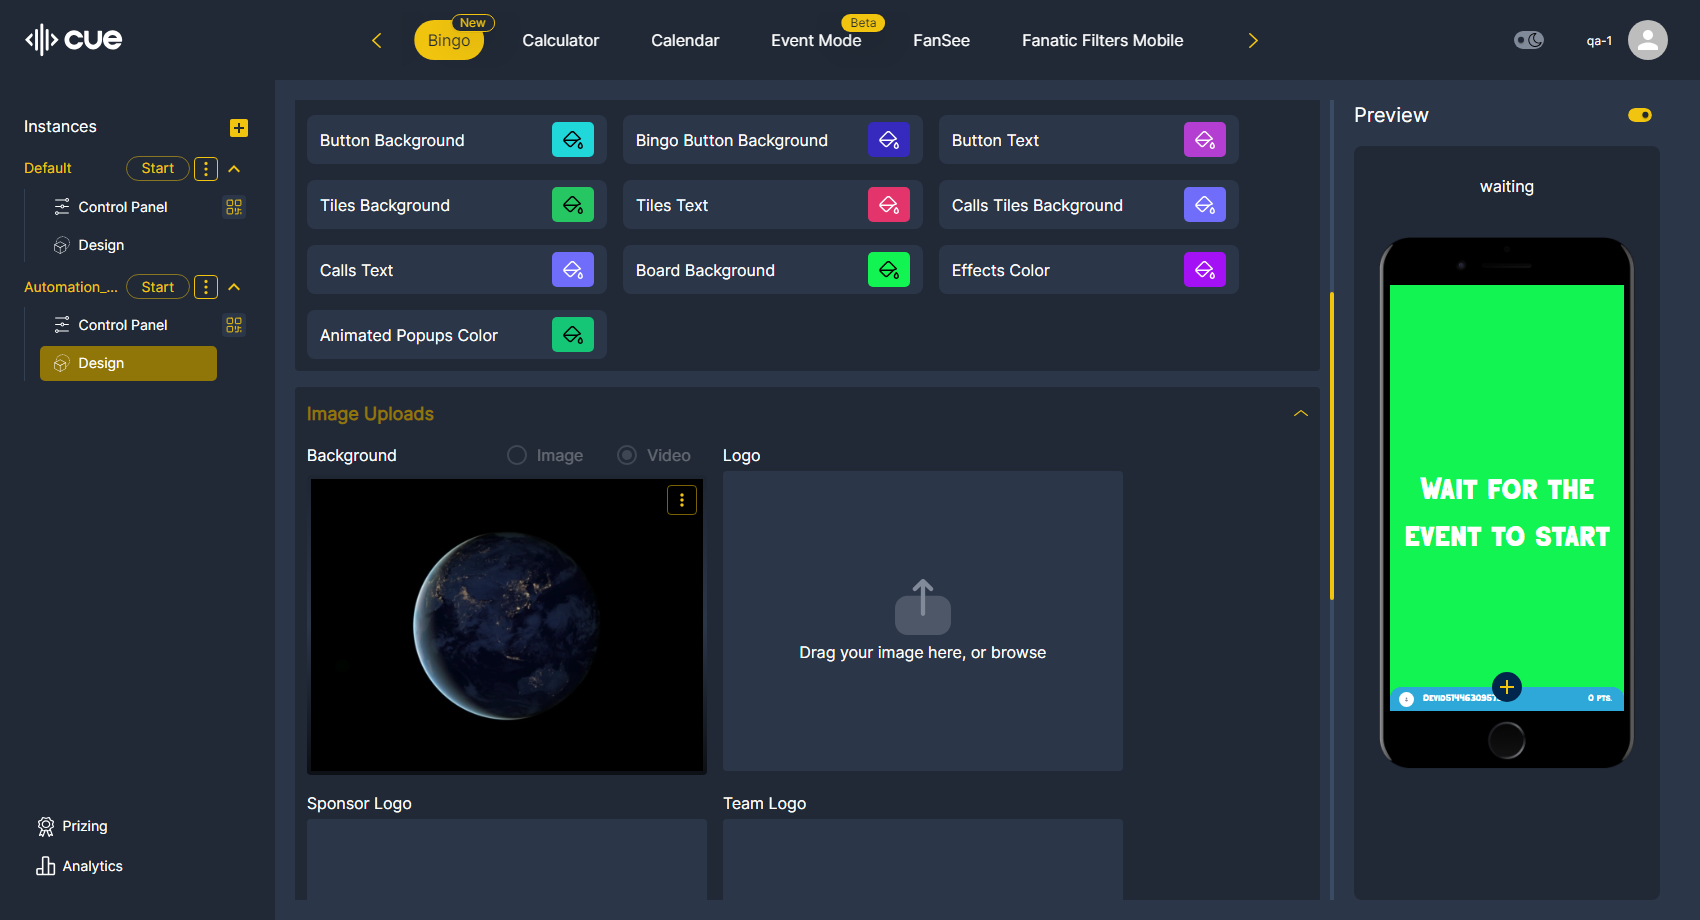 cue
New
Bingo
Calculator
Calendar
Beta
Event Mode
FanSee
Fanatic Filters Mobile
qa-1
Instances
Default
Start
Control Panel
Design
Automation_...
Start
Control Panel
Design
Prizing
Analytics
Button Background
Bingo Button Background
Button Text
Tiles Background
Tiles Text
Calls Tiles Background
Calls Text
Board Background
Effects Color
Animated Popups Color
Image Uploads
Background
Image
Video
Logo
Drag your image here, or browse
Sponsor Logo
Team Logo
Preview
waiting
Wait for the
event to start
0 pts.